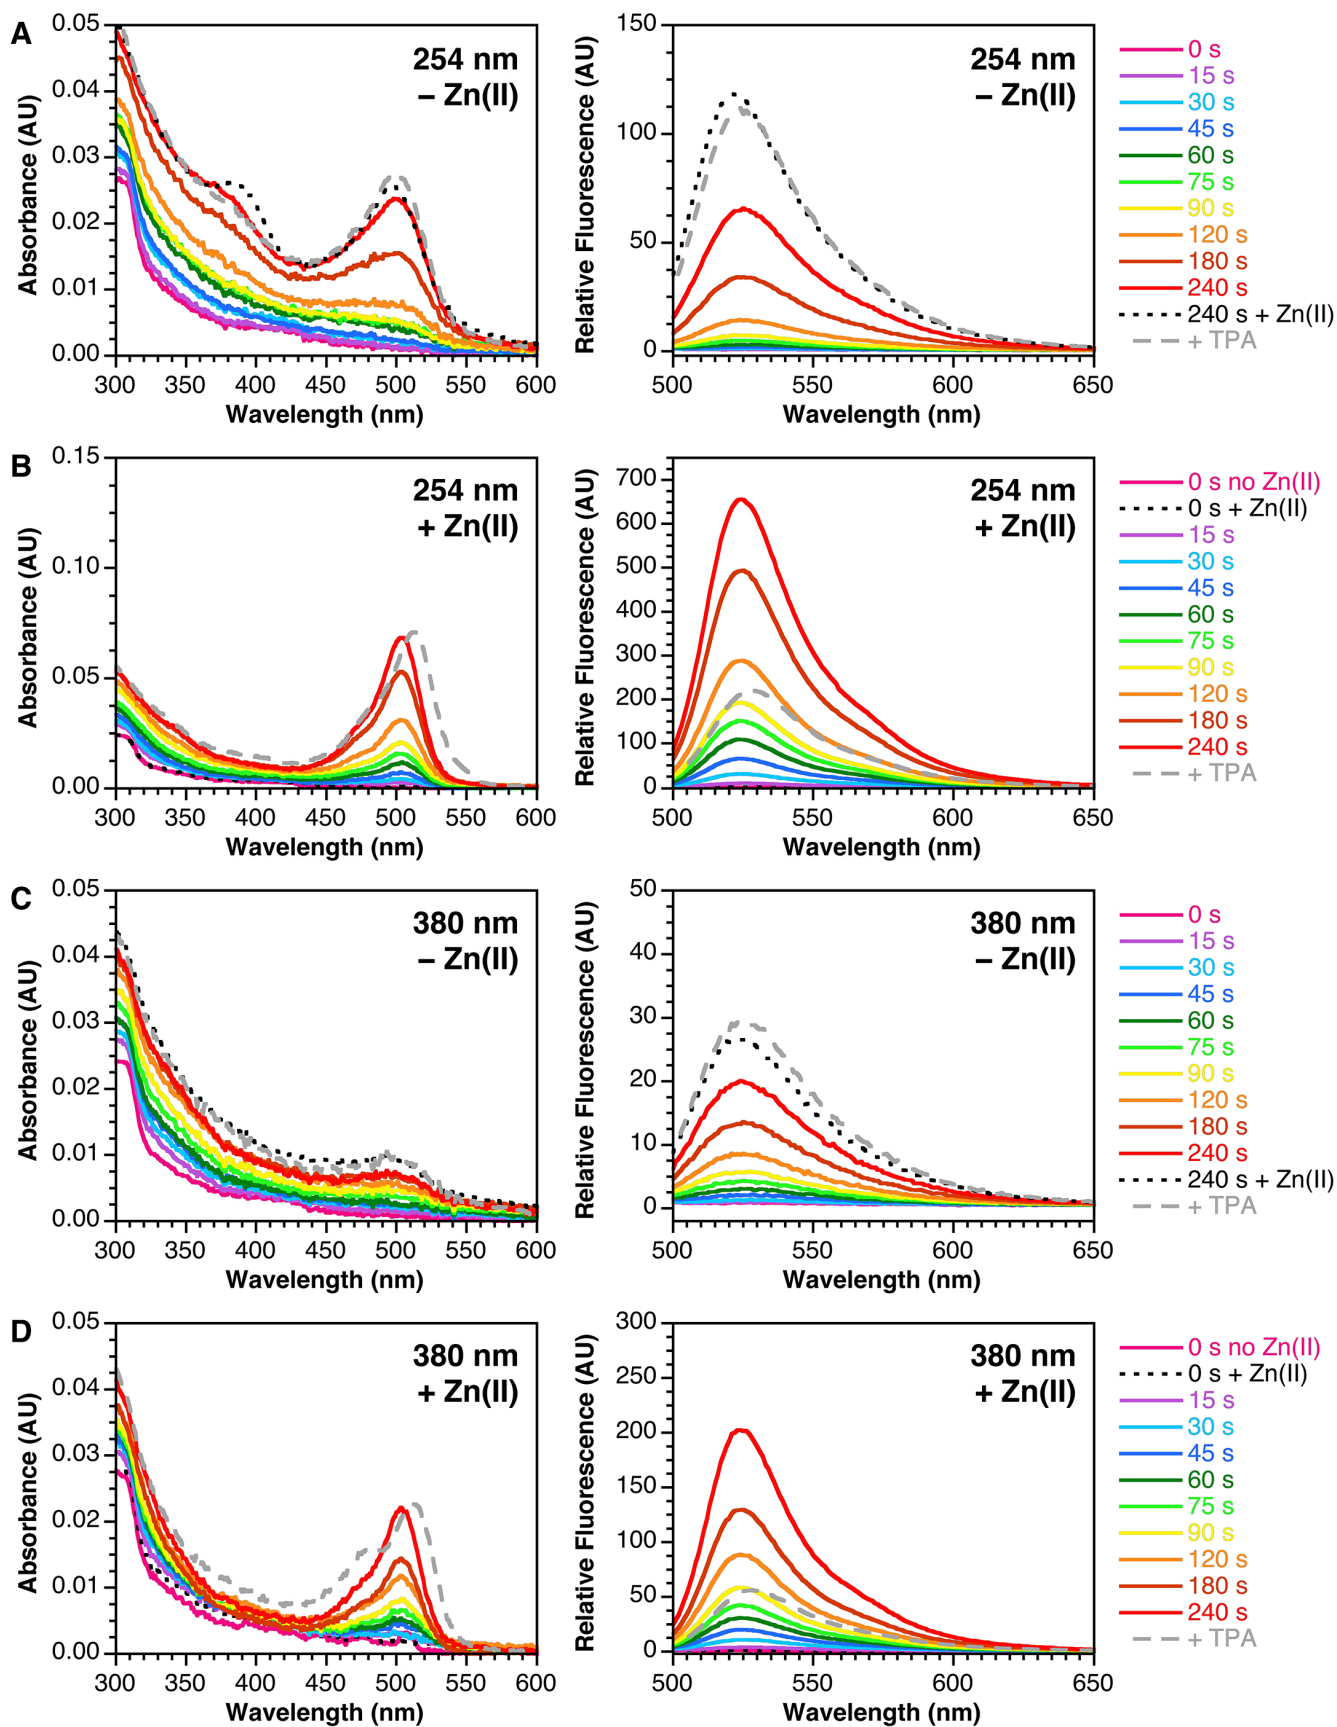 A
254 nm
– Zn(II)
Absorbance (AU)
0.05
0.04
0.03
0.02
0.01
0.00
300 350 400 450 500 550 600
Wavelength (nm)
254 nm
– Zn(II)
Relative Fluorescence (AU)
150
100
50
0
500 550 600 650
Wavelength (nm)
0 s
15 s
30 s
45 s
60 s
75 s
90 s
120 s
180 s
240 s
240 s + Zn(II)
+ TPA
B
254 nm
+ Zn(II)
Absorbance (AU)
0.15
0.10
0.05
0.00
300 350 400 450 500 550 600
Wavelength (nm)
254 nm
+ Zn(II)
Relative Fluorescence (AU)
700
600
500
400
300
200
100
0
500 550 600 650
Wavelength (nm)
0 s no Zn(II)
0 s + Zn(II)
15 s
30 s
45 s
60 s
75 s
90 s
120 s
180 s
240 s
+ TPA
C
380 nm
– Zn(II)
Absorbance (AU)
0.05
0.04
0.03
0.02
0.01
0.00
300 350 400 450 500 550 600
Wavelength (nm)
380 nm
– Zn(II)
Relative Fluorescence (AU)
50
40
30
20
10
0
500 550 600 650
Wavelength (nm)
0 s
15 s
30 s
45 s
60 s
75 s
90 s
120 s
180 s
240 s
240 s + Zn(II)
+ TPA
D
380 nm
+ Zn(II)
Absorbance (AU)
0.05
0.04
0.03
0.02
0.01
0.00
300 350 400 450 500 550 600
Wavelength (nm)
380 nm
+ Zn(II)
Relative Fluorescence (AU)
300
250
200
150
100
50
0
500 550 600 650
Wavelength (nm)
0 s no Zn(II)
0 s + Zn(II)
15 s
30 s
45 s
60 s
75 s
90 s
120 s
180 s
240 s
+ TPA